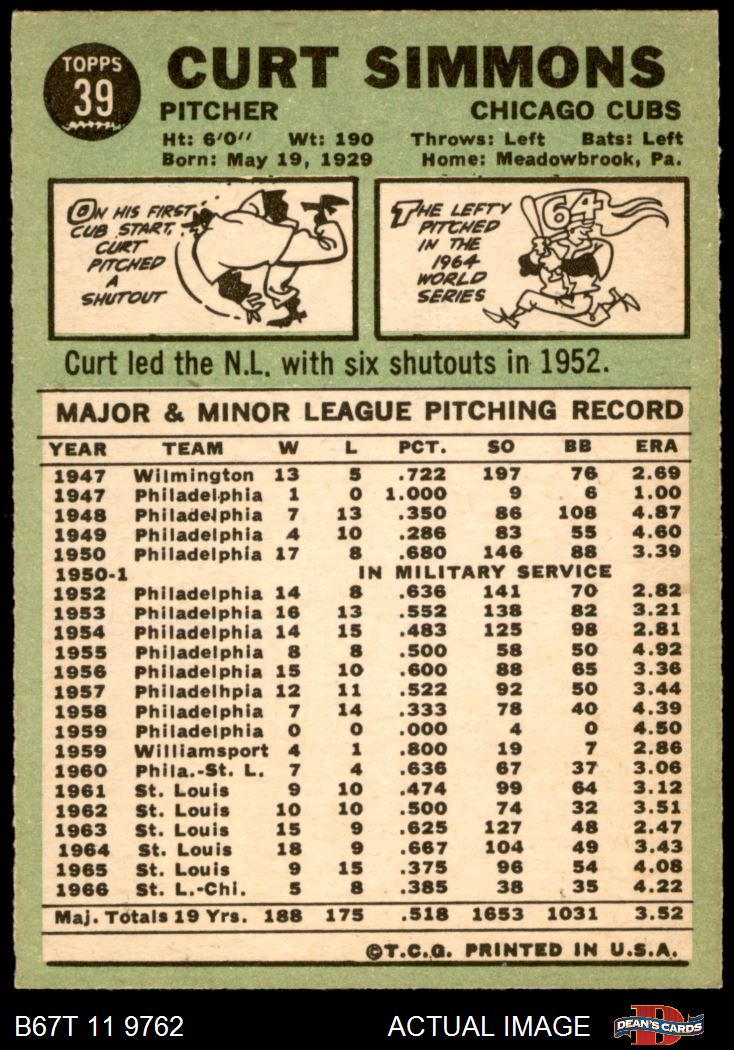 TOPPS
39
CURT SIMMONS
PITCHER CHICAGO CUBS
Ht: 6'0" Wt: 190 Throws: Left Bats: Left
Born: May 19, 1929 Home: Meadowbrook, Pa.
ON HIS FIRST
CUB START,
CURT
PITCHED
A
SHUTOUT
THE LEFTY
PITCHED
IN THE
1964
WORLD
SERIES
64
Curt led the N.L. with six shutouts in 1952.
MAJOR & MINOR LEAGUE PITCHING RECORD
YEAR TEAM W L PCT. SO BB ERA
1947 Wilmington 13 5 .722 197 76 2.69
1947 Philadelphia 1 0 1.000 9 6 1.00
1948 Philadelphia 7 13 .350 86 108 4.87
1949 Philadelphia 4 10 .286 83 55 4.60
1950 Philadelphia 17 8 .680 146 88 3.39
1950-1 IN MILITARY SERVICE
1952 Philadelphia 14 8 .636 141 70 2.82
1953 Philadelphia 16 13 .552 138 82 3.21
1954 Philadelphia 14 15 .483 125 98 2.81
1955 Philadelphia 8 8 .500 58 50 4.92
1956 Philadelphia 15 10 .600 88 65 3.36
1957 Philadelhpia 12 11 .522 92 50 3.44
1958 Philadelphia 7 14 .333 78 40 4.39
1959 Philadelphia 0 0 .000 4 0 4.50
1959 Williamsport 4 1 .800 19 7 2.86
1960 Phila.-St. L. 7 4 .636 67 37 3.06
1961 St. Louis 9 10 .474 99 64 3.12
1962 St. Louis 10 10 .500 74 32 3.51
1963 St. Louis 15 9 .625 127 48 2.47
1964 St. Louis 18 9 .667 104 49 3.43
1965 St. Louis 9 15 .375 96 54 4.08
1966 St. L.-Chi. 5 8 .385 38 35 4.22
Maj. Totals 19 Yrs. 188 175 .518 1653 1031 3.52
©T.C.G. PRINTED IN U.S.A.
B67T 11 9762 ACTUAL IMAGE DEAN'S CARDS